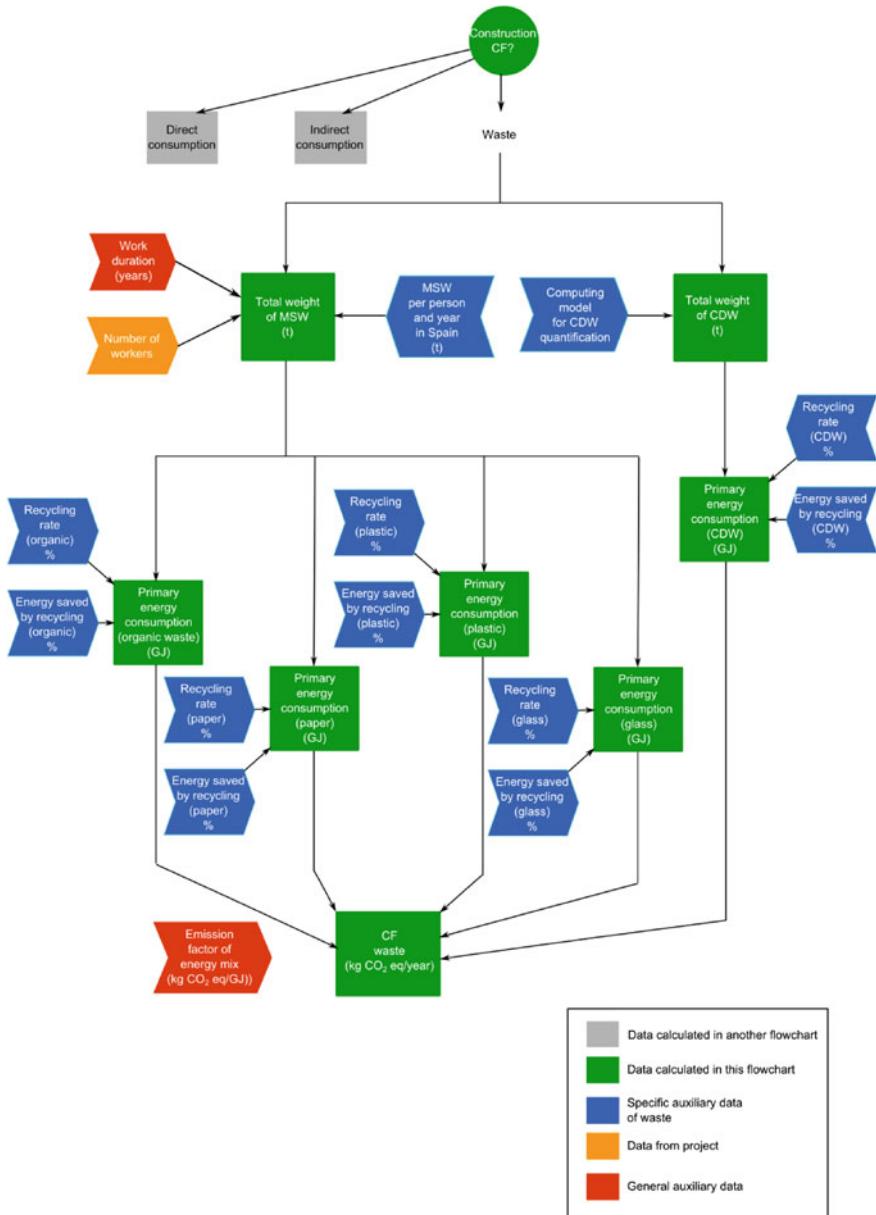 Construction
CF?
Direct
consumption
Indirect
consumption
Waste
Work
duration
(years)
Number of
workers
Total weight
of MSW
(t)
MSW
per person
and year
in Spain
(t)
Computing
model
for CDW
quantification
Total weight
of CDW
(t)
Recycling
rate
(CDW)
%
Energy saved
by recycling
(CDW)
%
Primary
energy
consumption
(CDW)
(GJ)
Recycling
rate
(organic)
%
Energy saved
by recycling
(organic)
%
Primary
energy
consumption
(organic waste)
(GJ)
Recycling
rate
(plastic)
%
Energy saved
by recycling
(plastic)
%
Primary
energy
consumption
(plastic)
(GJ)
Recycling
rate
(paper)
%
Energy saved
by recycling
(paper)
%
Primary
energy
consumption
(paper)
(GJ)
Recycling
rate
(glass)
%
Energy saved
by recycling
(glass)
%
Primary
energy
consumption
(glass)
(GJ)
Emission
factor of
energy mix
(kg CO₂ eq/GJ))
CF
waste
(kg CO₂ eq/year)
Data calculated in another flowchart
Data calculated in this flowchart
Specific auxiliary data
of waste
Data from project
General auxiliary data